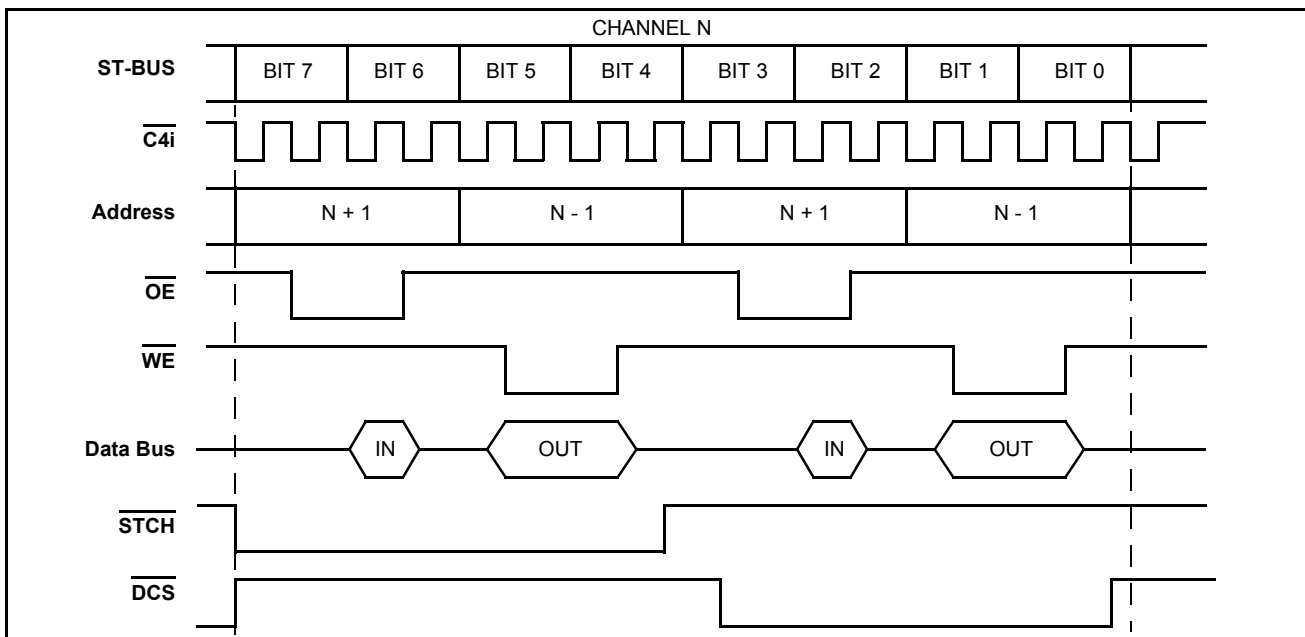 CHANNEL N
ST-BUS BIT 7 BIT 6 BIT 5 BIT 4 BIT 3 BIT 2 BIT 1 BIT 0
C4i
Address N + 1 N - 1 N + 1 N - 1
OE
WE
Data Bus IN OUT IN OUT
STCH
DCS